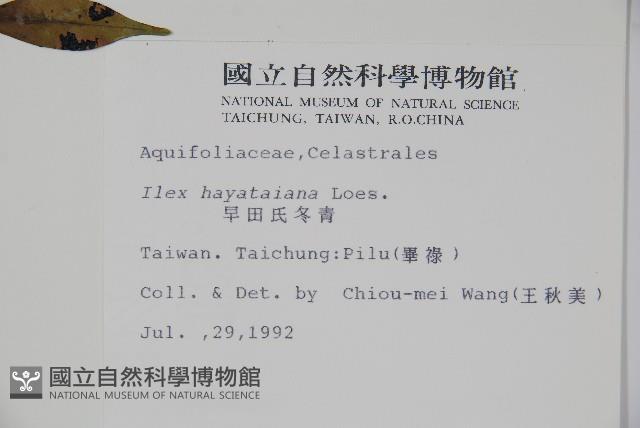 國立自然科學博物館
NATIONAL MUSEUM OF NATURAL SCIENCE
TAICHUNG, TAIWAN, R.O.CHINA
Aquifoliaceae,Celastrales
Ilex hayataiana Loes.
早田氏冬青
Taiwan. Taichung:Pilu(畢祿)
Coll. & Det. by Chiou-mei Wang(王秋美)
Jul. ,29,1992
國立自然科學博物館
NATIONAL MUSEUM OF NATURAL SCIENCE